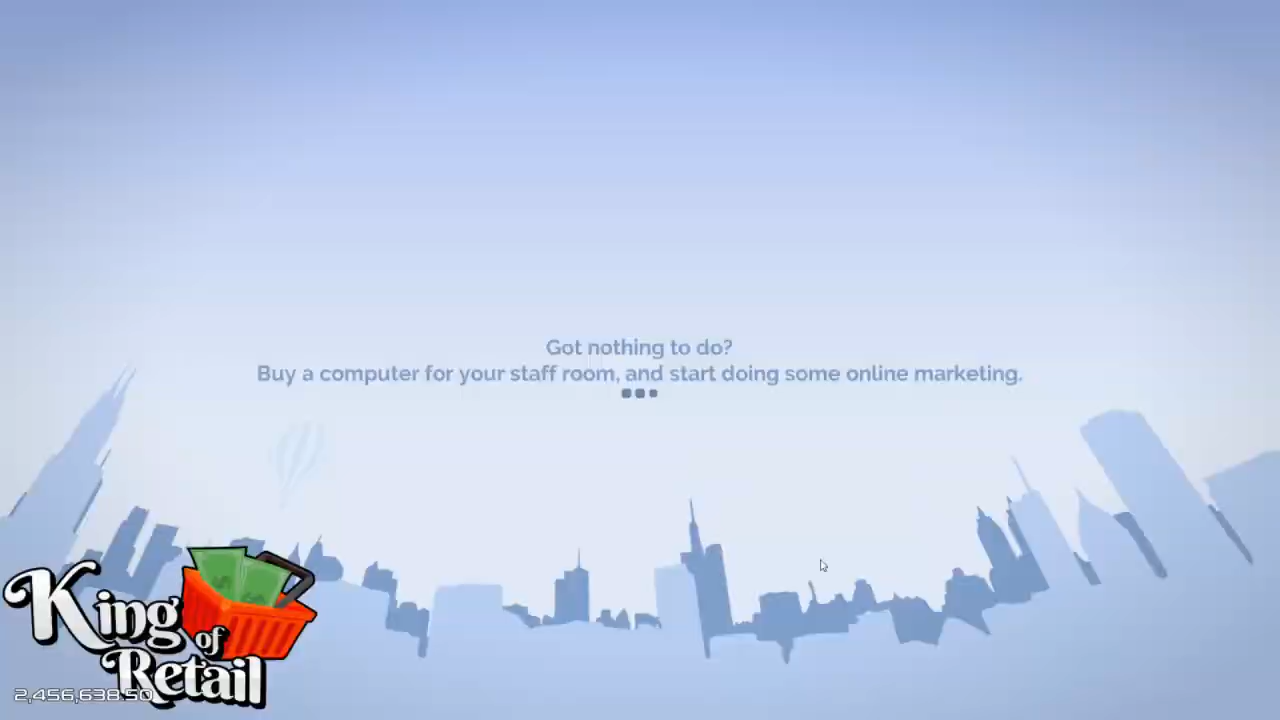 Got nothing to do?
Buy a computer for your staff room, and start doing some online marketing.
King
of
Retail
2,456,638.50